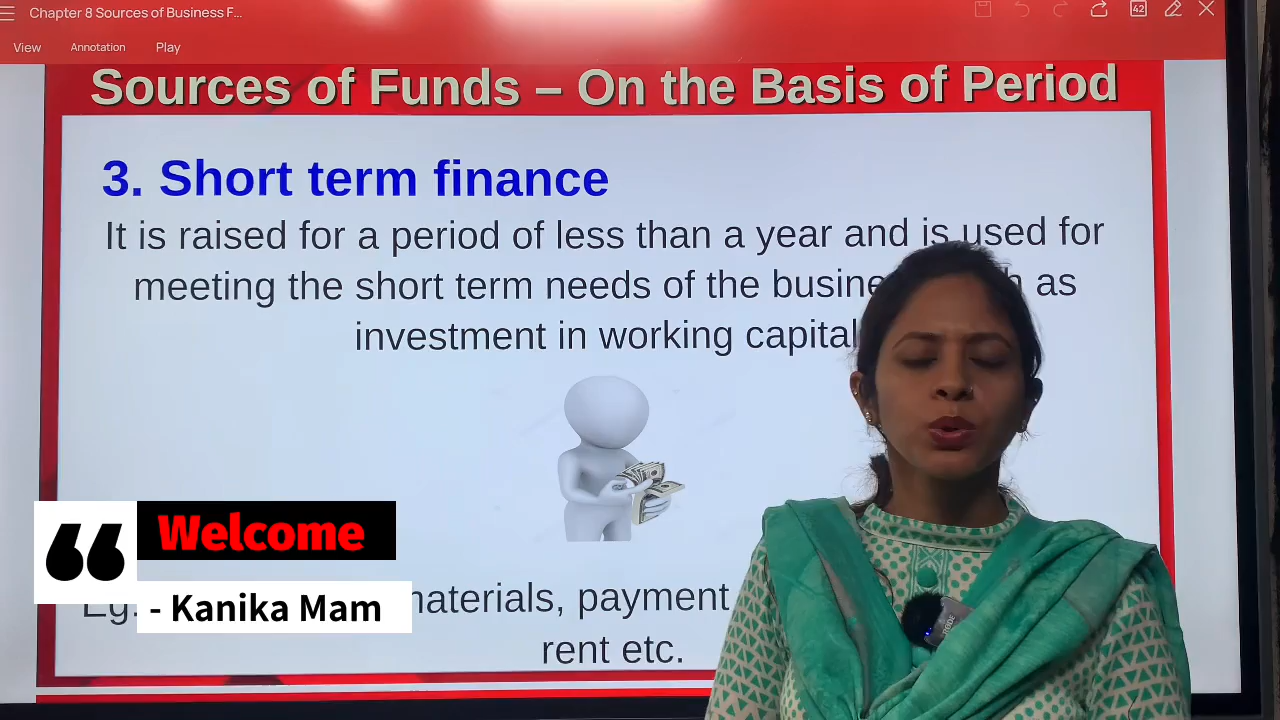 Chapter 8 Sources of Business F...
42
View Annotation Play
Sources of Funds – On the Basis of Period
3. Short term finance
It is raised for a period of less than a year and is used for
meeting the short term needs of the as
investment in working capital
materials, payment
rent etc.
Welcome
- Kanika Mam
RODE